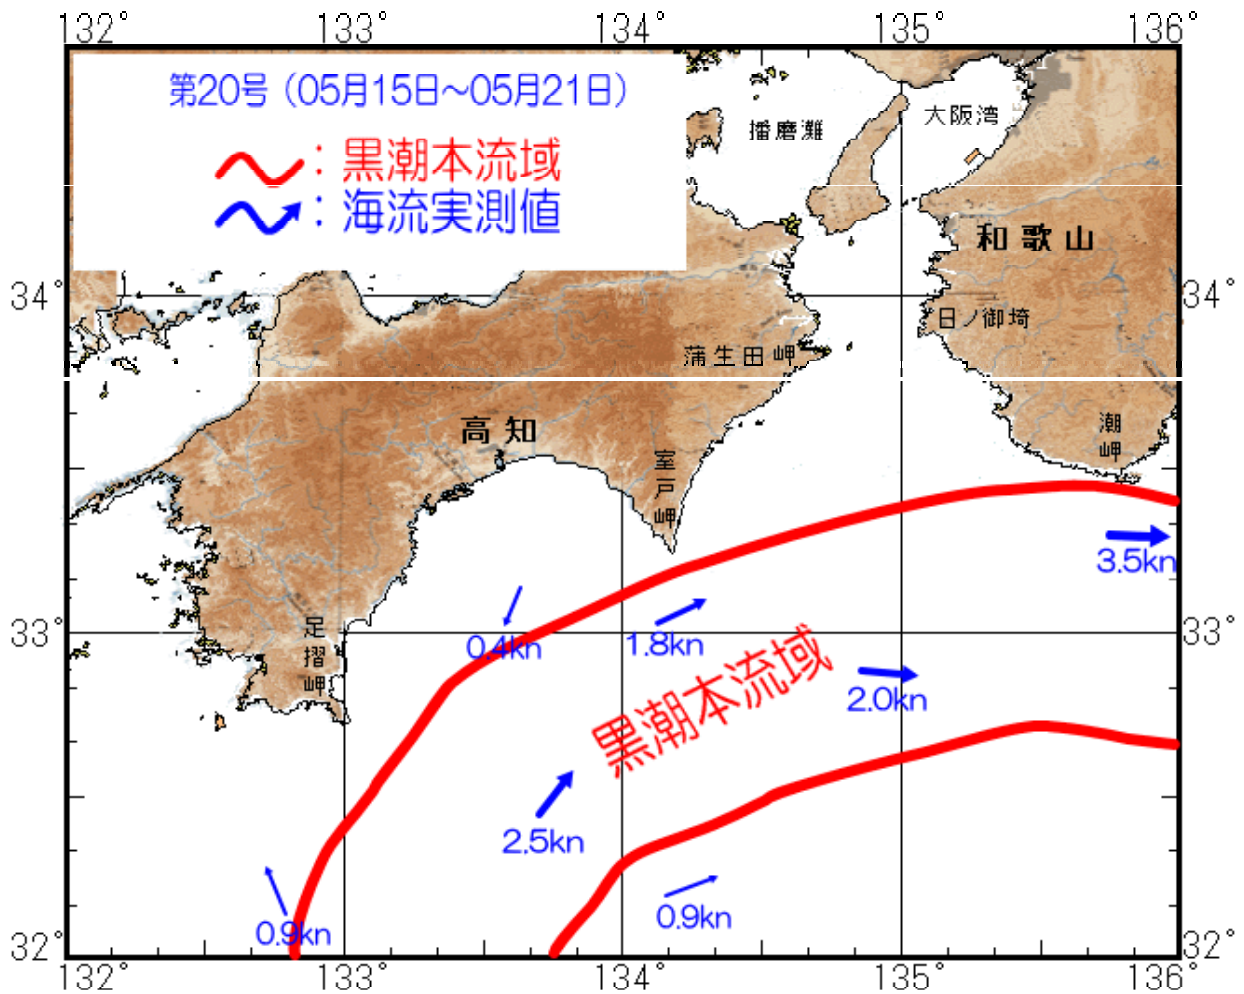 132° 133° 134° 135° 136°
第20号（05月15日～05月21日）
：黒潮本流域
：海流実測値
播磨灘
大阪湾
和歌山
34° 34°
日ノ御埼
蒲生田岬
高知
潮岬
室戸岬
3.5kn
足摺岬
33° 33°
0.4kn
1.8kn
黒潮本流域
2.0kn
2.5kn
0.9kn
0.9kn
32° 32°
132° 133° 134° 135° 136°